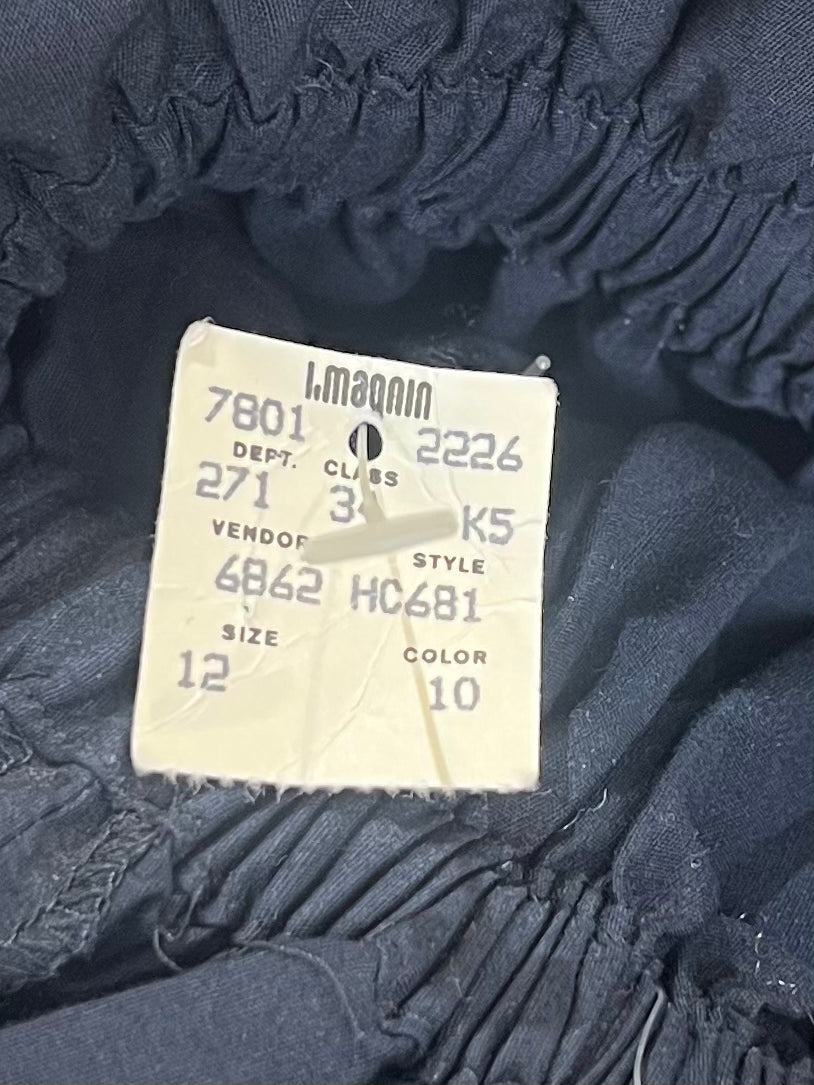 I.magnin
7801 2226
DEPT. CLASS
271 K5
VENDOR STYLE
6862 HC681
SIZE COLOR
12 10